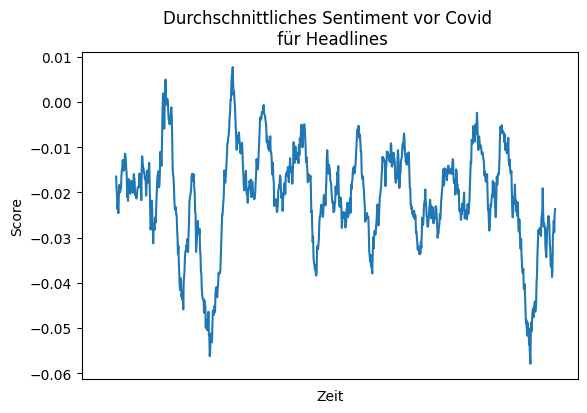 Durchschnittliches Sentiment vor Covid
für Headlines
0.01
0.00
−0.01
−0.02
−0.03
−0.04
−0.05
−0.06
Score
Zeit